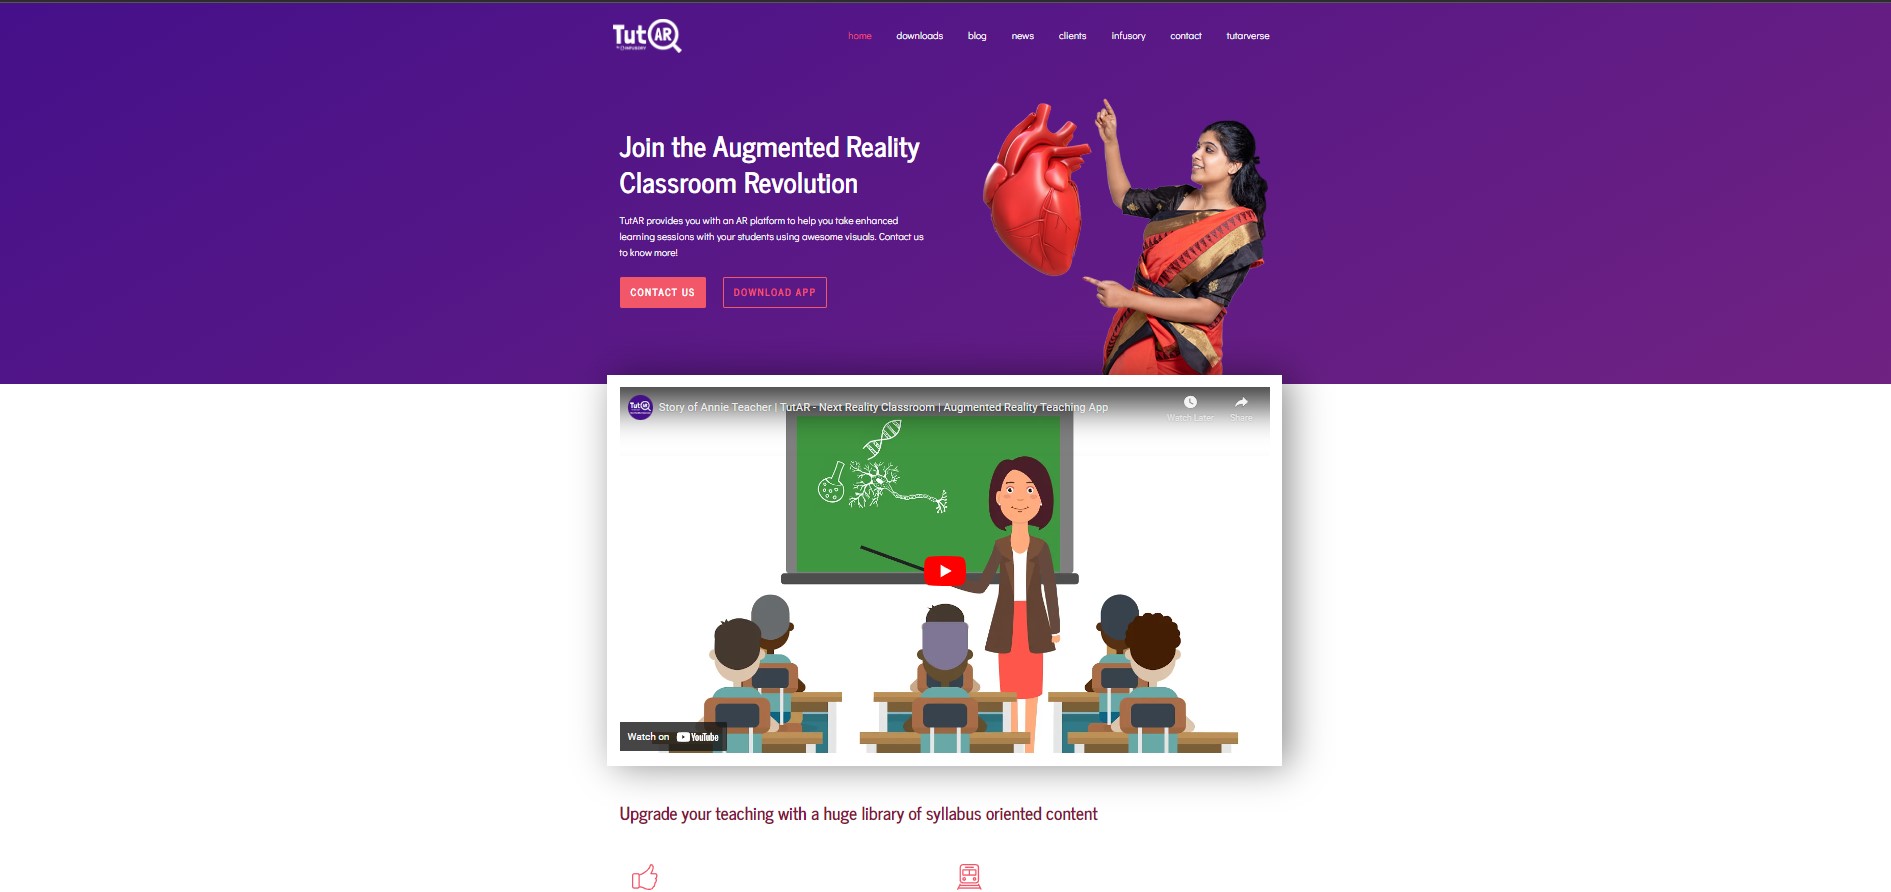 TutAR
home downloads blog news clients infusory contact tutarverse
Join the Augmented Reality
Classroom Revolution
TutAR provides you with an AR platform to help you take enhanced
learning sessions with your students using awesome visuals. Contact us
to know more!
CONTACT US DOWNLOAD APP
TutAR Story of Annie Teacher | TutAR - Next Reality Classroom | Augmented Reality Teaching App
Watch Later Share
Watch on YouTube
Upgrade your teaching with a huge library of syllabus oriented content